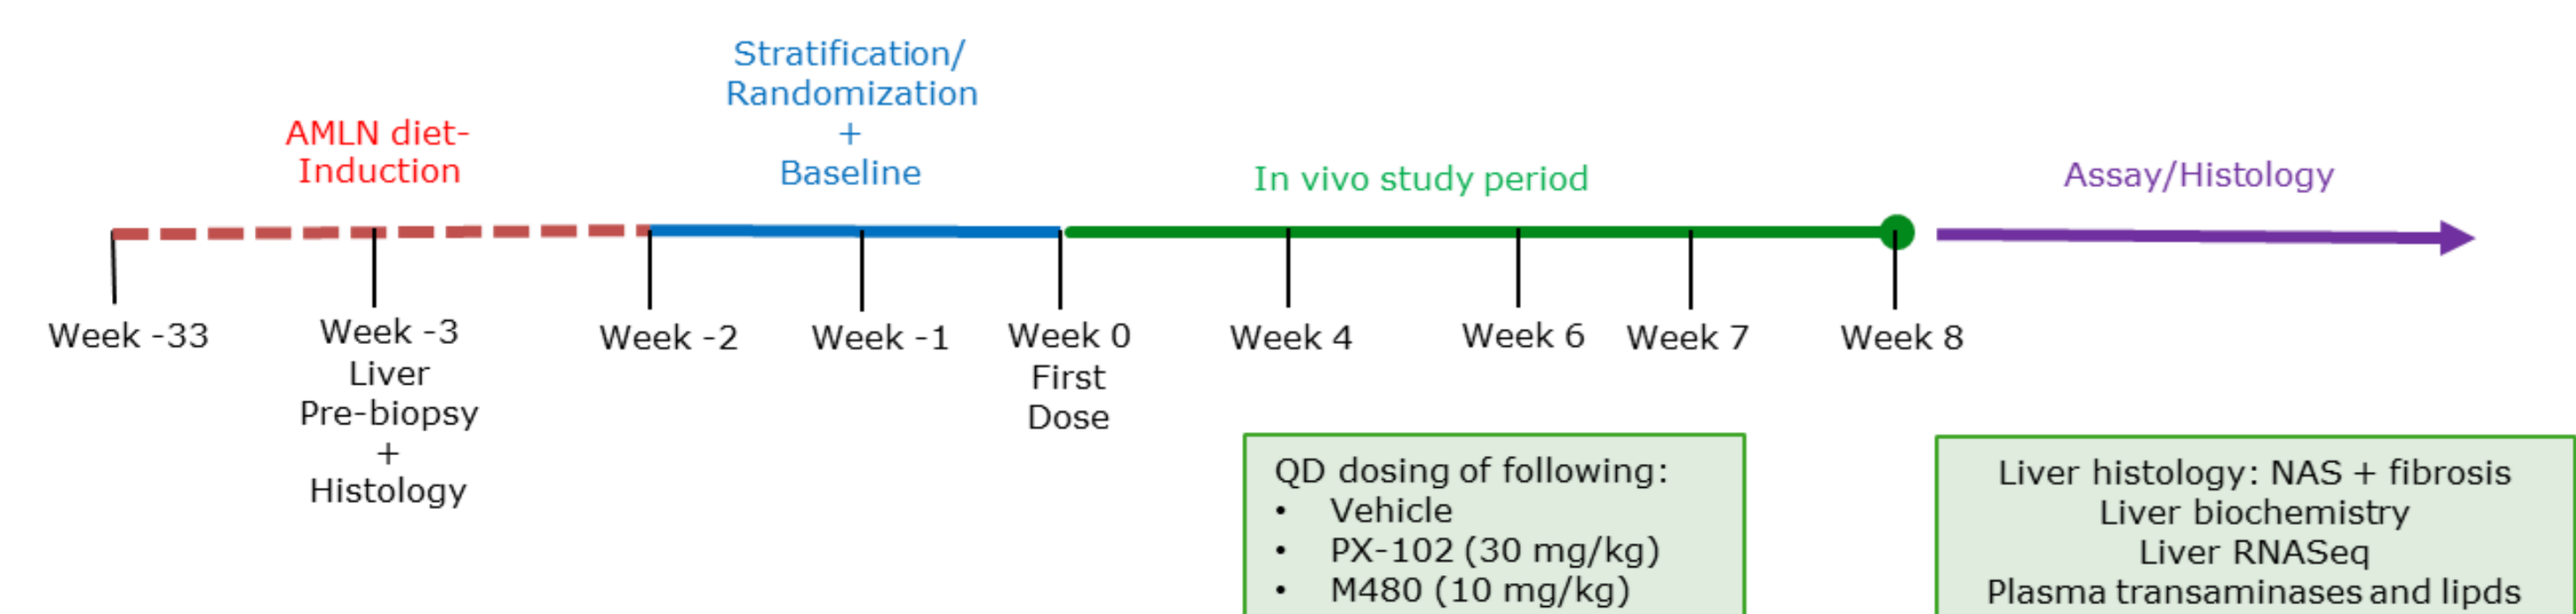 Stratification/
Randomization
+
Baseline
AMLN diet-
Induction
In vivo study period
Assay/Histology
Week -33
Week -3
Liver
Pre-biopsy
+
Histology
Week -2
Week -1
Week 0
First
Dose
Week 4
Week 6
Week 7
Week 8
QD dosing of following:
• Vehicle
• PX-102 (30 mg/kg)
• M480 (10 mg/kg)
Liver histology: NAS + fibrosis
Liver biochemistry
Liver RNASeq
Plasma transaminases and lipds